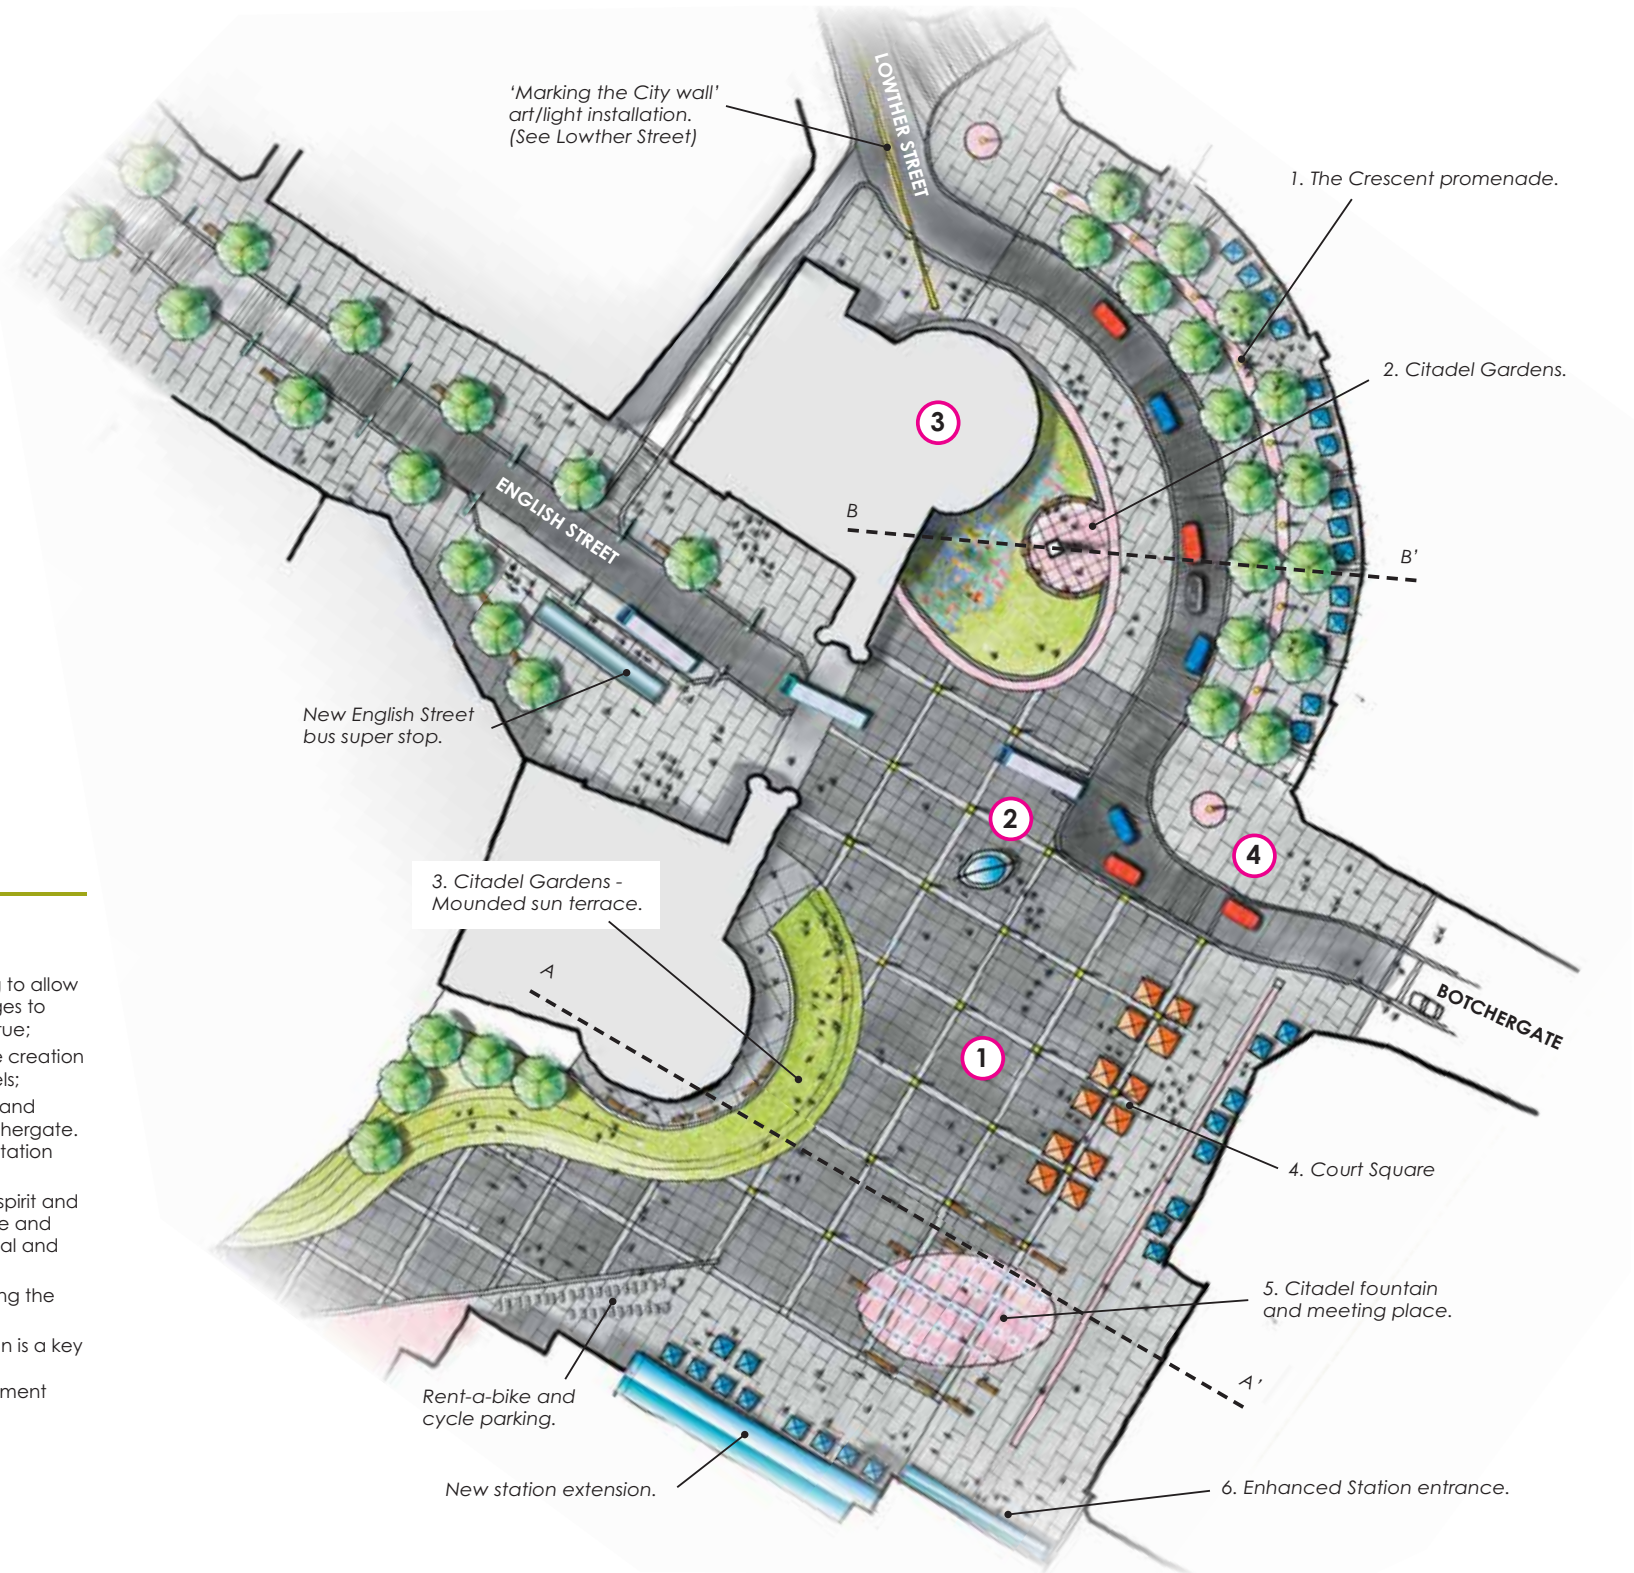 LOWTHER STREET
‘Marking the City wall’
art/light installation.
(See Lowther Street)
1. The Crescent promenade.
2. Citadel Gardens.
3
ENGLISH STREET
B
B’
New English Street
bus super stop.
2
4
3. Citadel Gardens -
Mounded sun terrace.
A
BOTCHERGATE
1
4. Court Square
5. Citadel fountain
and meeting place.
A’
Rent-a-bike and
cycle parking.
New station extension.
6. Enhanced Station entrance.
to allow
ges to
rue;
e creation
els;
and
hergate.
tation
spirit and
e and
al and
ng the
n is a key
ment